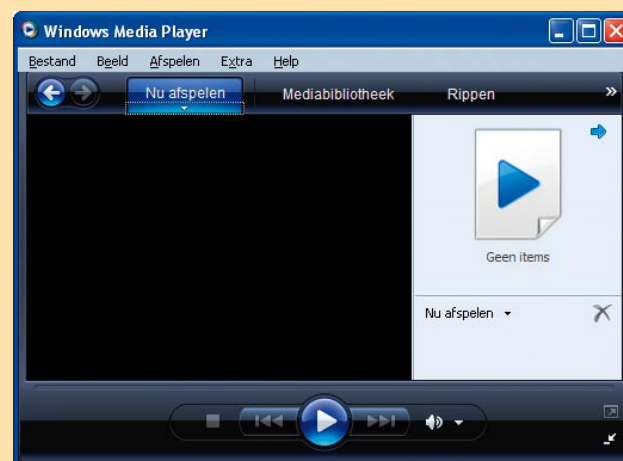 Windows Media Player
Bestand Beeld Afspelen Extra Help
Nu afspelen Mediabibliotheek Rippen »
Geen items
Nu afspelen